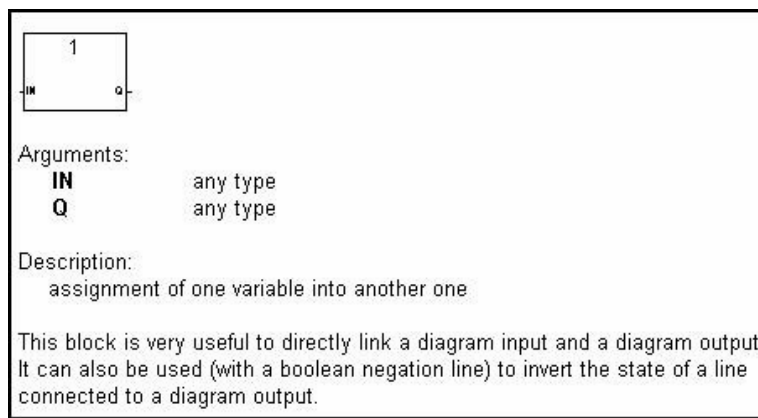 1
IN Q
Arguments:
IN any type
Q any type
Description:
assignment of one variable into another one
This block is very useful to directly link a diagram input and a diagram output
It can also be used (with a boolean negation line) to invert the state of a line
connected to a diagram output.